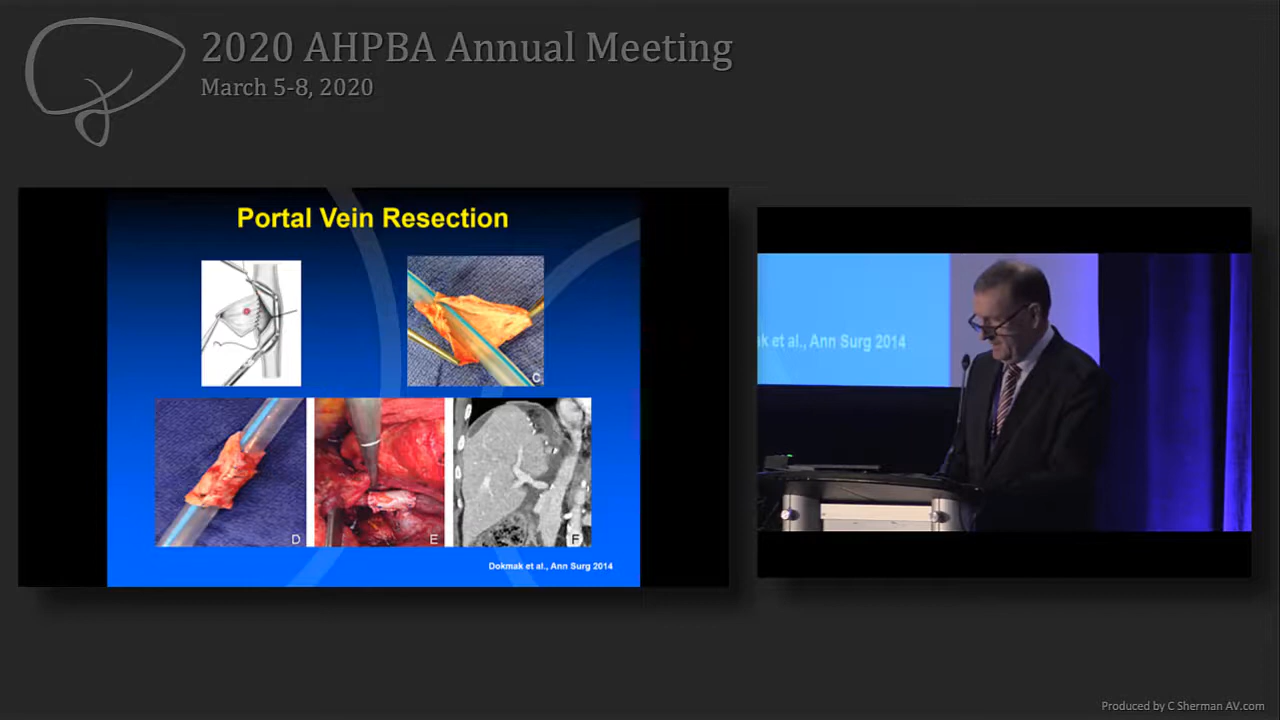 2020 AHPBA Annual Meeting
March 5-8, 2020
Portal Vein Resection
C
D
E
F
Dokmak et al., Ann Surg 2014
k et al., Ann Surg 2014
Produced by C Sherman AV.com